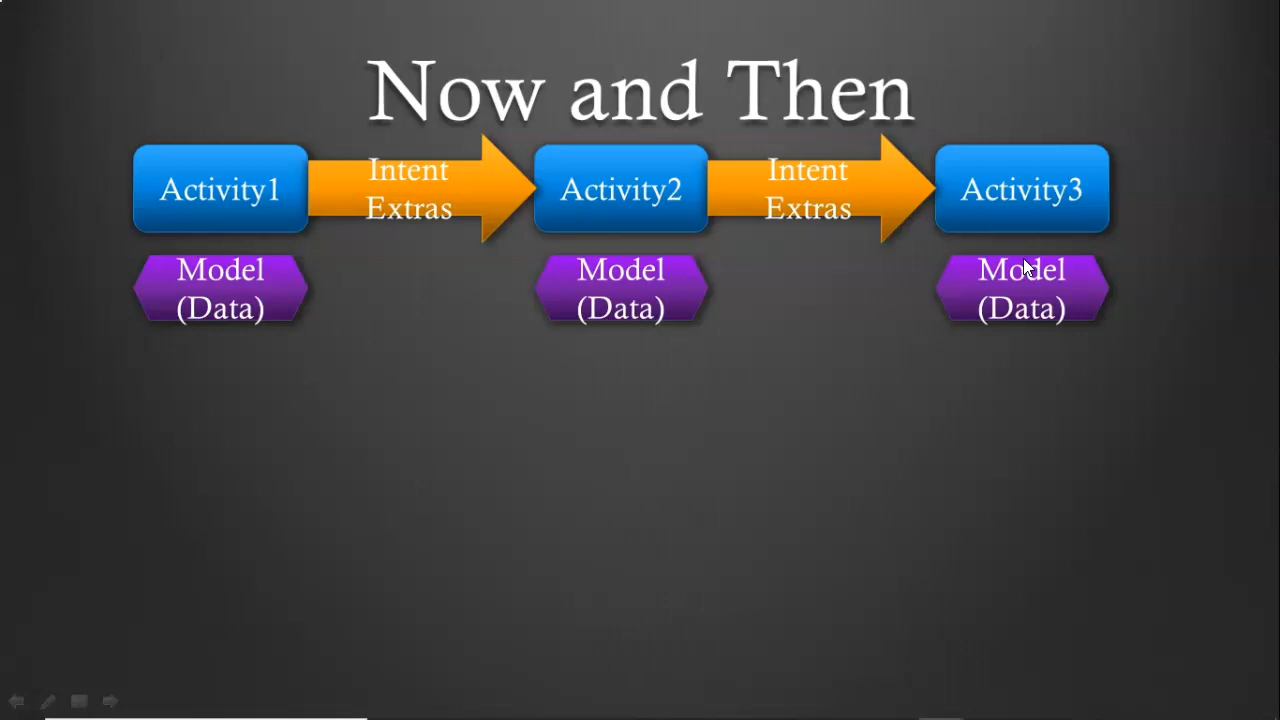 Now and Then
Activity1
Intent
Extras
Activity2
Intent
Extras
Activity3
Model
(Data)
Model
(Data)
Model
(Data)